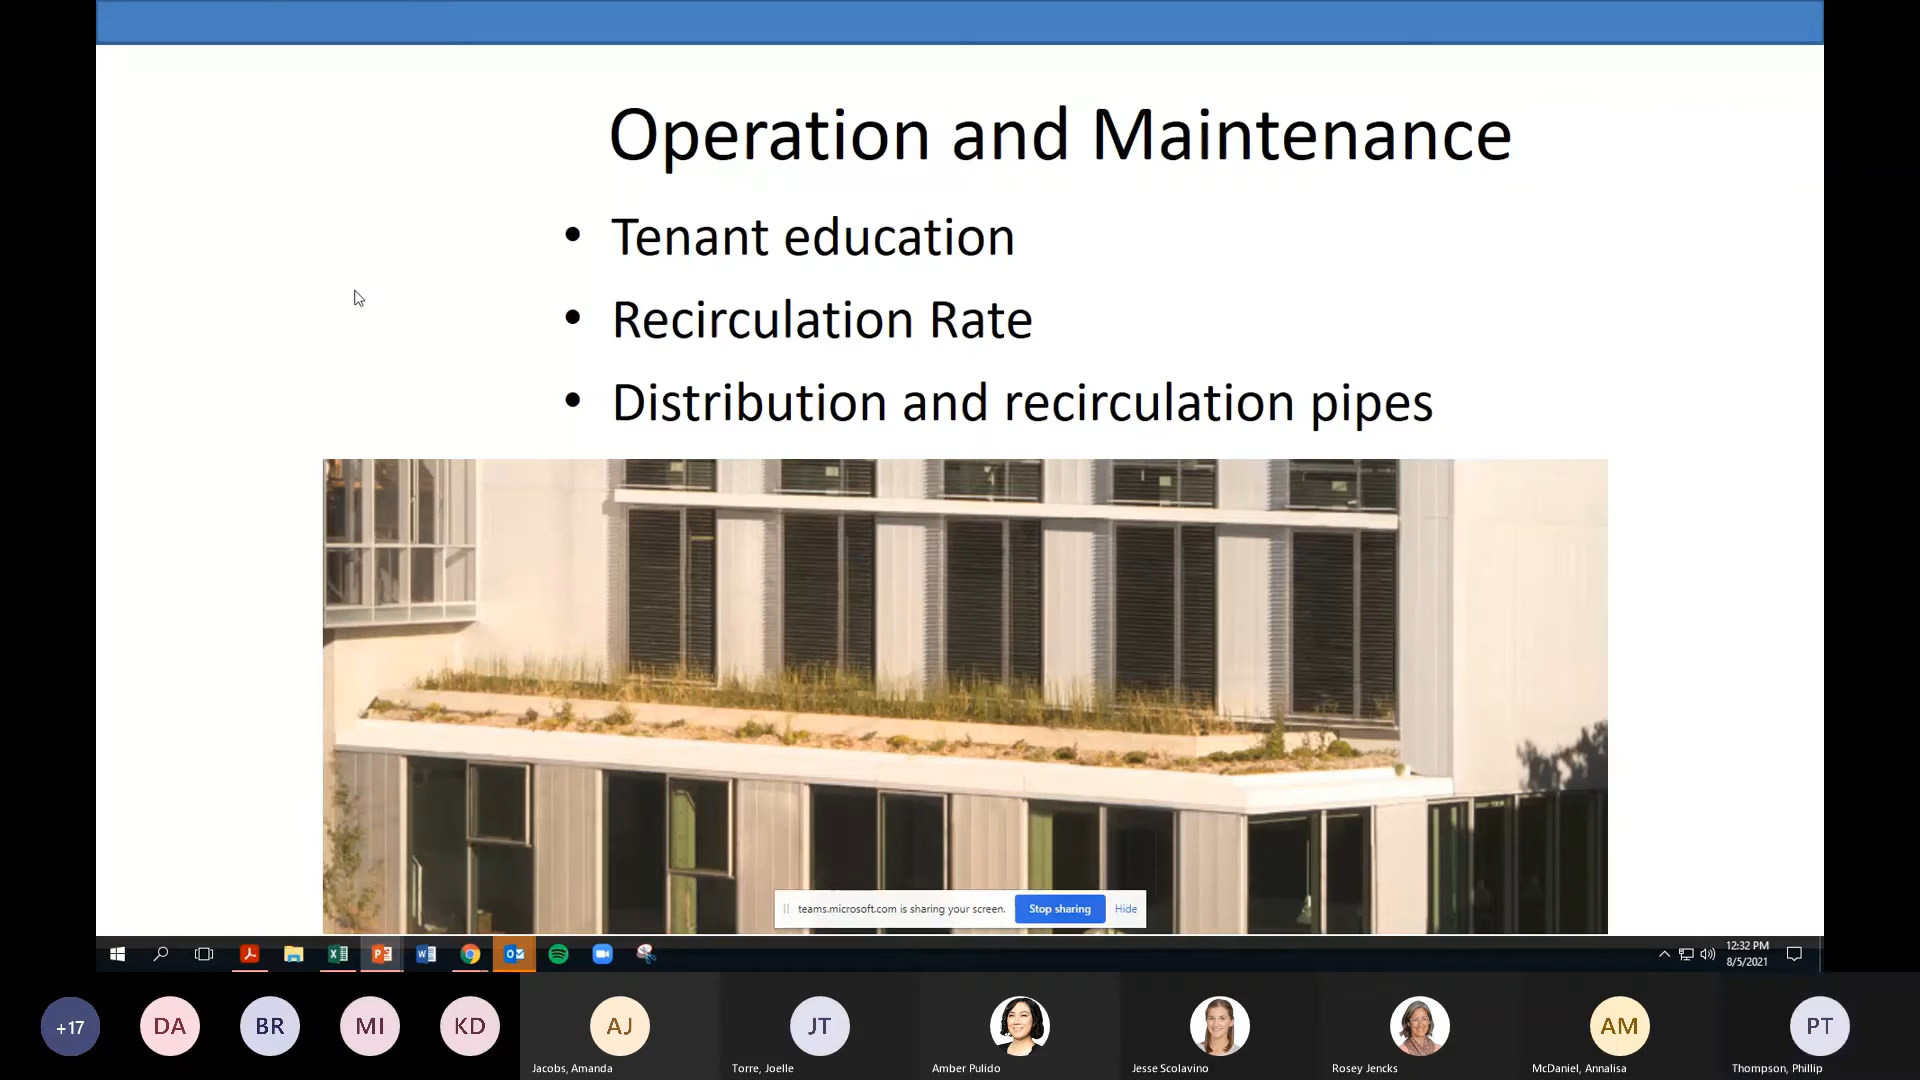 Operation and Maintenance
• Tenant education
• Recirculation Rate
• Distribution and recirculation pipes
teams.microsoft.com is sharing your screen. Stop sharing Hide
12:32 PM
8/5/2021
+17 DA BR MI KD AJ JT AM PT
Jacobs, Amanda Torre, Joelle Amber Pulido Jesse Scolavino Rosey Jencks McDaniel, Annalisa Thompson, Phillip